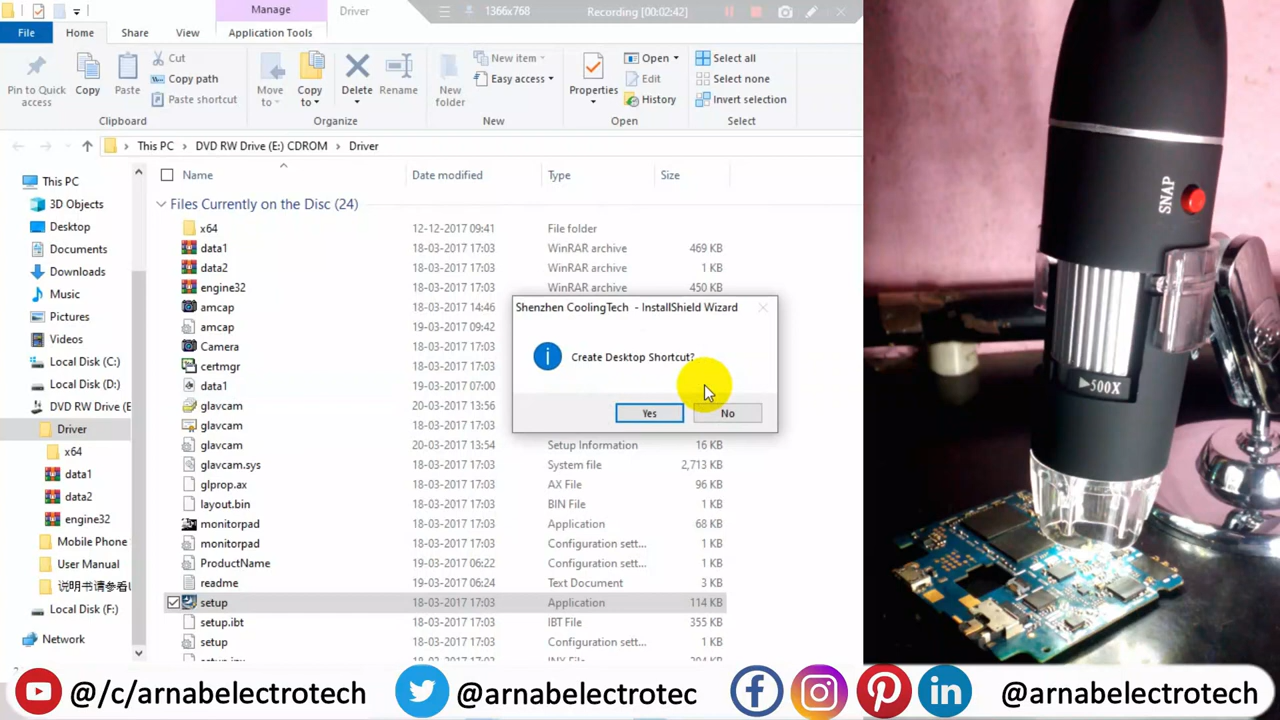 Manage
Driver
1366x768
Recording [00:02:42]
File
Home
Share
View
Application Tools
Pin to Quick access
Copy
Paste
Cut
Copy path
Paste shortcut
Clipboard
Move to
Copy to
Delete
Rename
Organize
New folder
New item
Easy access
New
Properties
Open
Edit
History
Open
Select all
Select none
Invert selection
Select
This PC > DVD RW Drive (E:) CDROM > Driver
This PC
3D Objects
Desktop
Documents
Downloads
Music
Pictures
Videos
Local Disk (C:)
Local Disk (D:)
DVD RW Drive (E
Driver
x64
data1
data2
engine32
Mobile Phone
User Manual
说明书请参看
Local Disk (F:)
Network
Name Date modified Type Size
Files Currently on the Disc (24)
x64 12-12-2017 09:41 File folder
data1 18-03-2017 17:03 WinRAR archive 469 KB
data2 18-03-2017 17:03 WinRAR archive 1 KB
engine32 18-03-2017 17:03 WinRAR archive 450 KB
amcap 18-03-2017 14:46
amcap 19-03-2017 09:42
Camera 18-03-2017 17:03
certmgr 18-03-2017 17:03
data1 19-03-2017 07:00
glavcam 20-03-2017 13:56
glavcam 18-03-2017 17:03
glavcam 20-03-2017 13:54 Setup Information 16 KB
glavcam.sys 18-03-2017 17:03 System file 2,713 KB
glprop.ax 18-03-2017 17:03 AX File 96 KB
layout.bin 18-03-2017 17:03 BIN File 1 KB
monitorpad 18-03-2017 17:03 Application 68 KB
monitorpad 18-03-2017 17:03 Configuration sett... 1 KB
ProductName 19-03-2017 06:22 Configuration sett... 1 KB
readme 19-03-2017 06:24 Text Document 3 KB
setup 18-03-2017 17:03 Application 114 KB
setup.ibt 18-03-2017 17:03 IBT File 355 KB
setup 18-03-2017 17:03 Configuration sett... 1 KB
Shenzhen CoolingTech - InstallShield Wizard
Create Desktop Shortcut?
Yes
No
SNAP
▶500X
@/c/arnabelectrotech
@arnabelectrotec
@arnabelectrotech